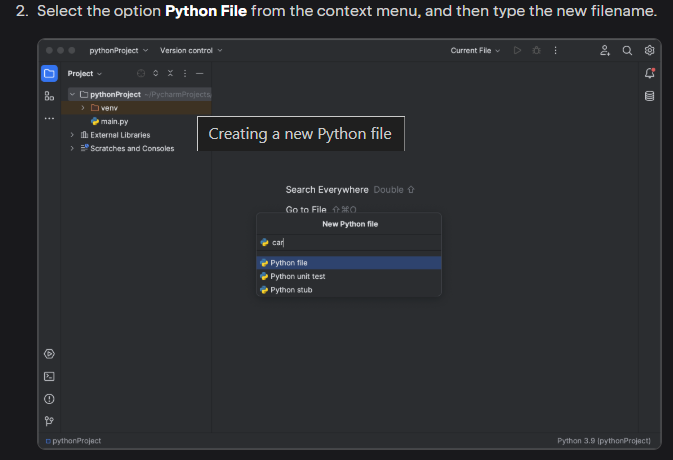 2. Select the option Python File from the context menu, and then type the new filename.
pythonProject
Version control
Current File
Project
pythonProject ~/PycharmProjects/
venv
main.py
External Libraries
Scratches and Consoles
Creating a new Python file
Search Everywhere Double ⇧
Go to File ⇧⌘O
New Python file
car
Python file
Python unit test
Python stub
pythonProject
Python 3.9 (pythonProject)